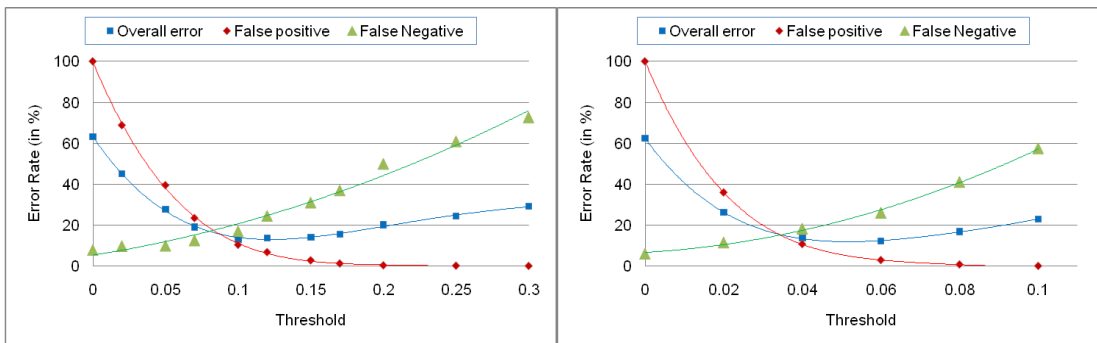 Overall error False positive False Negative
Error Rate (in %)
100
80
60
40
20
0
0 0.05 0.1 0.15 0.2 0.25 0.3
Threshold
Overall error False positive False Negative
Error Rate (in %)
100
80
60
40
20
0
0 0.02 0.04 0.06 0.08 0.1
Threshold